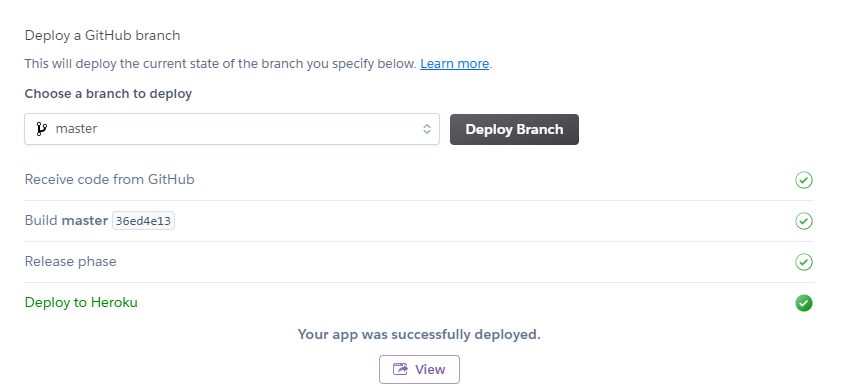 Deploy a GitHub branch
This will deploy the current state of the branch you specify below. Learn more.
Choose a branch to deploy
master
Deploy Branch
Receive code from GitHub
Build master 36ed4e13
Release phase
Deploy to Heroku
Your app was successfully deployed.
View